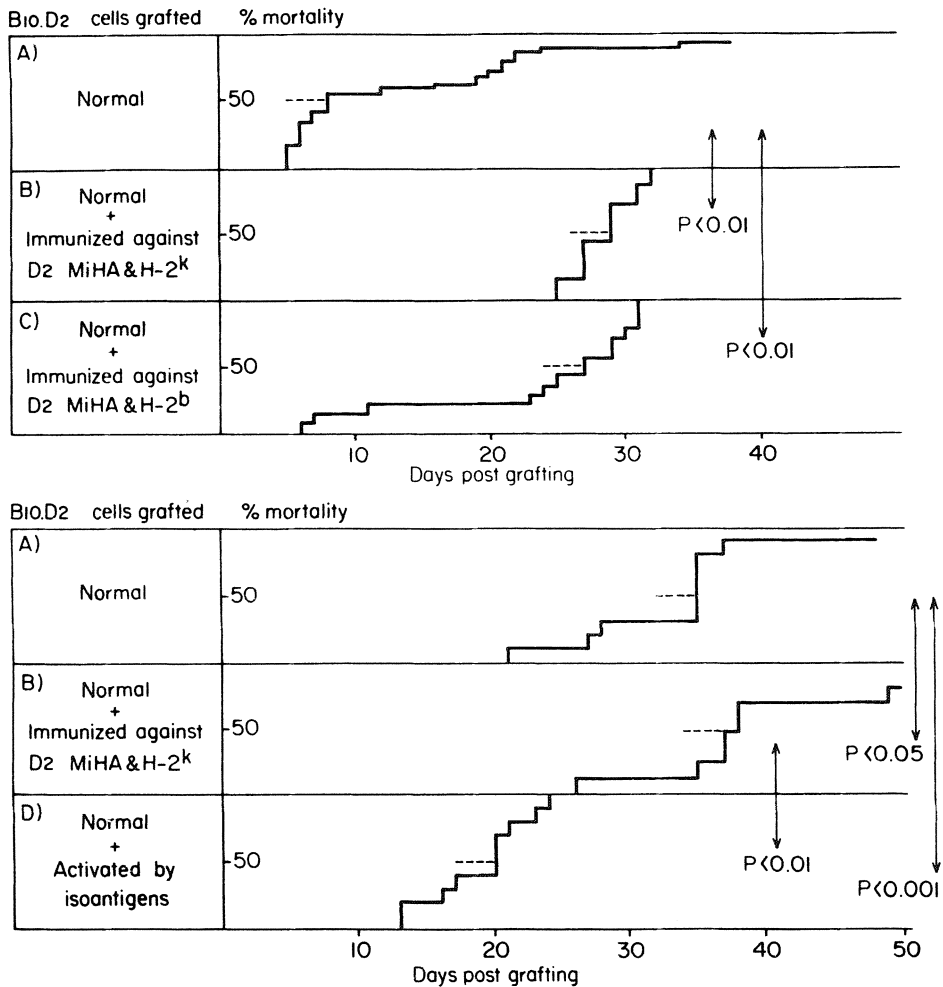 B10.D2 cells grafted % mortality
A)
Normal
50
B)
Normal
+
Immunized against
D2 MiHA & H-2k
50
P<0.01
C)
Normal
+
Immunized against
D2 MiHA & H-2b
50
P<0.01
10 20 30 40
Days post grafting
B10.D2 cells grafted % mortality
A)
Normal
50
B)
Normal
+
Immunized against
D2 MiHA & H-2k
50
P<0.05
D)
Normal
+
Activated by
isoantigens
50
P<0.01
P<0.001
10 20 30 40 50
Days post grafting